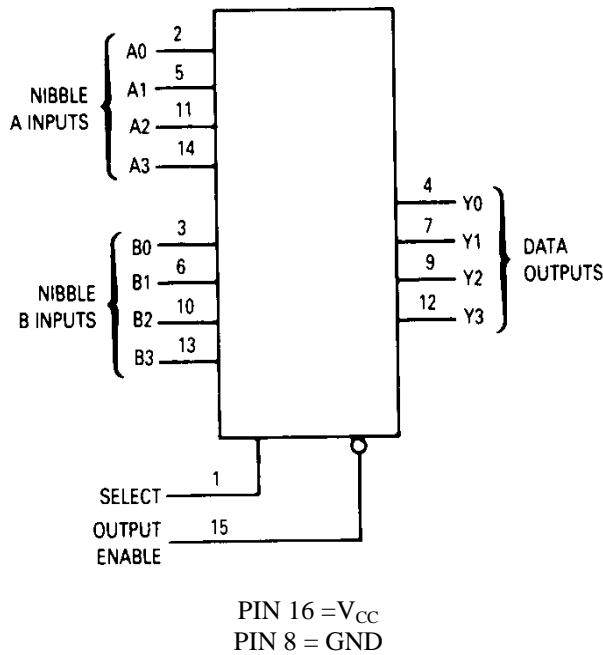 NIBBLE
A INPUTS
A0 2
A1 5
A2 11
A3 14
NIBBLE
B INPUTS
B0 3
B1 6
B2 10
B3 13
4 Y0
7 Y1
9 Y2
12 Y3
DATA
OUTPUTS
SELECT 1
OUTPUT
ENABLE
15
PIN 16 =VCC
PIN 8 = GND